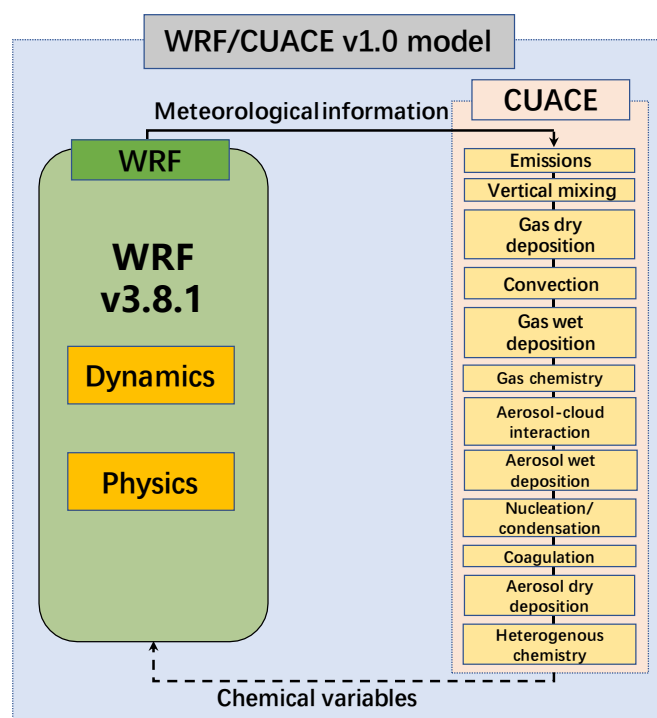 WRF/CUACE v1.0 model
Meteorological information
CUACE
WRF
WRF
v3.8.1
Dynamics
Physics
Emissions
Vertical mixing
Gas dry
deposition
Convection
Gas wet
deposition
Gas chemistry
Aerosol-cloud
interaction
Aerosol wet
deposition
Nucleation/
condensation
Coagulation
Aerosol dry
deposition
Heterogenous
chemistry
Chemical variables